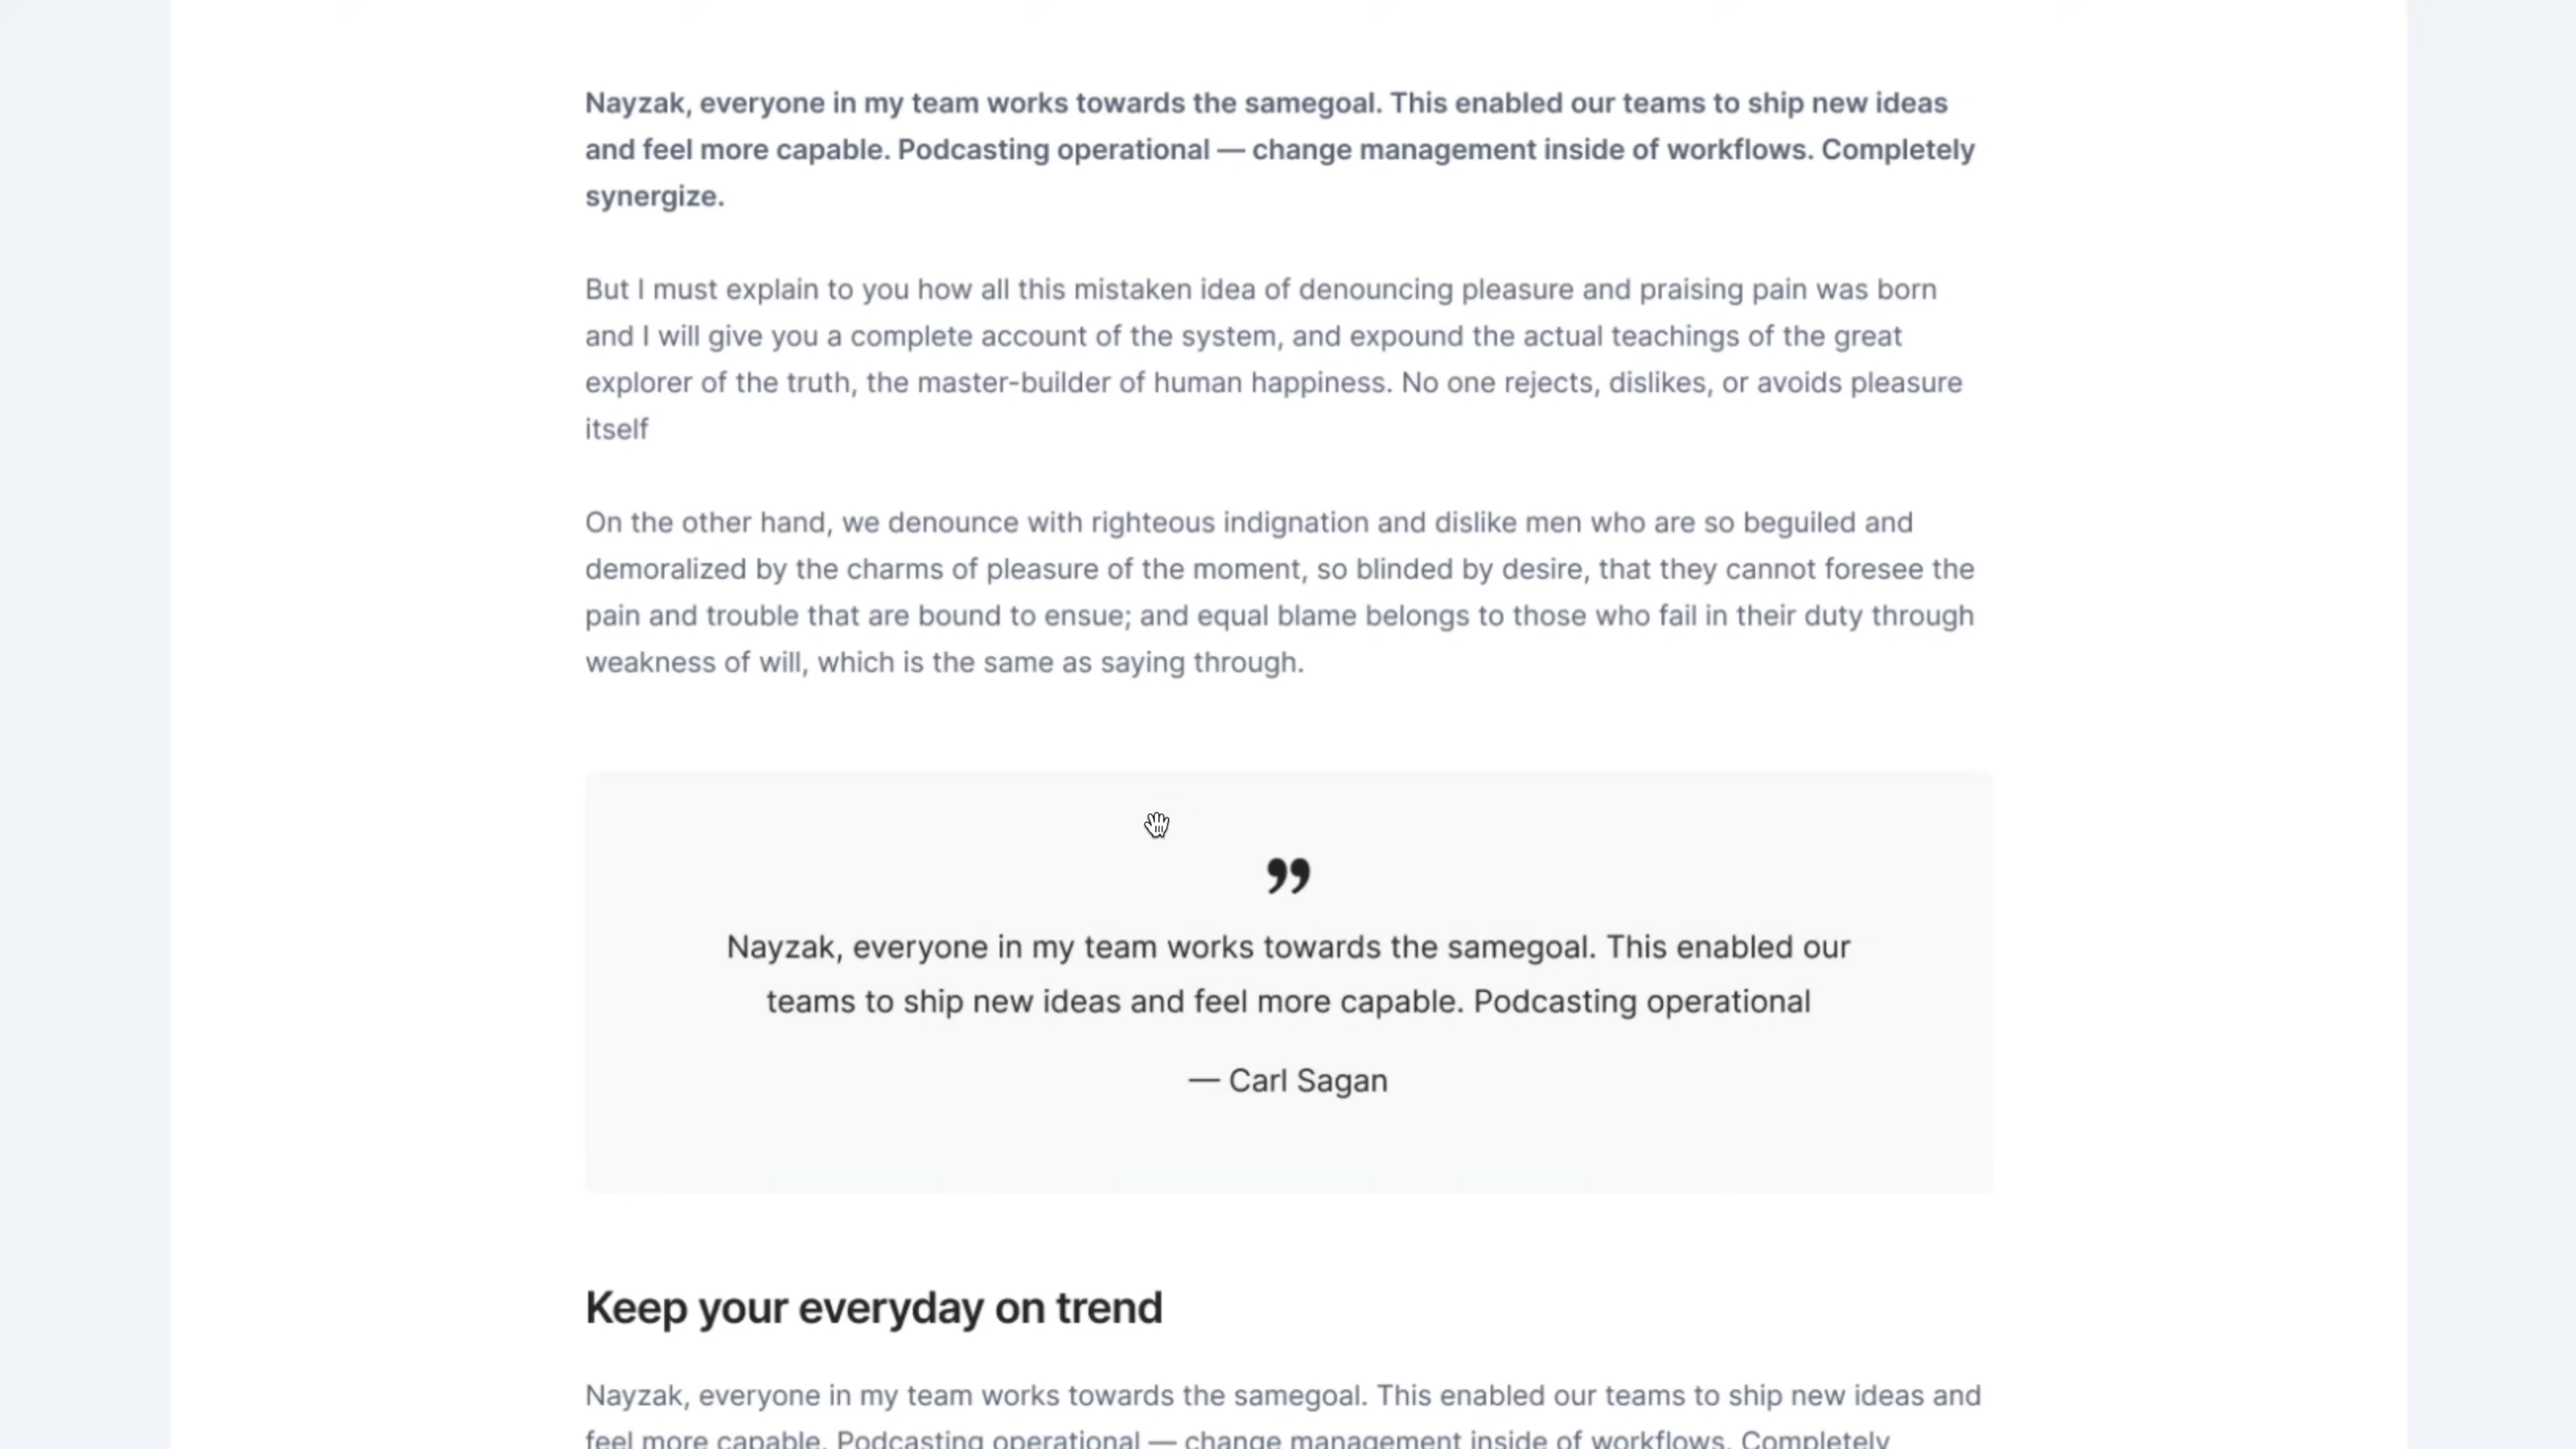 Nayzak, everyone in my team works towards the samegoal. This enabled our teams to ship new ideas
and feel more capable. Podcasting operational — change management inside of workflows. Completely
synergize.
But I must explain to you how all this mistaken idea of denouncing pleasure and praising pain was born
and I will give you a complete account of the system, and expound the actual teachings of the great
explorer of the truth, the master-builder of human happiness. No one rejects, dislikes, or avoids pleasure
itself
On the other hand, we denounce with righteous indignation and dislike men who are so beguiled and
demoralized by the charms of pleasure of the moment, so blinded by desire, that they cannot foresee the
pain and trouble that are bound to ensue; and equal blame belongs to those who fail in their duty through
weakness of will, which is the same as saying through.
”
Nayzak, everyone in my team works towards the samegoal. This enabled our
teams to ship new ideas and feel more capable. Podcasting operational
— Carl Sagan
Keep your everyday on trend
Nayzak, everyone in my team works towards the samegoal. This enabled our teams to ship new ideas and
feel more capable. Podcasting operational — change management inside of workflows. Completely